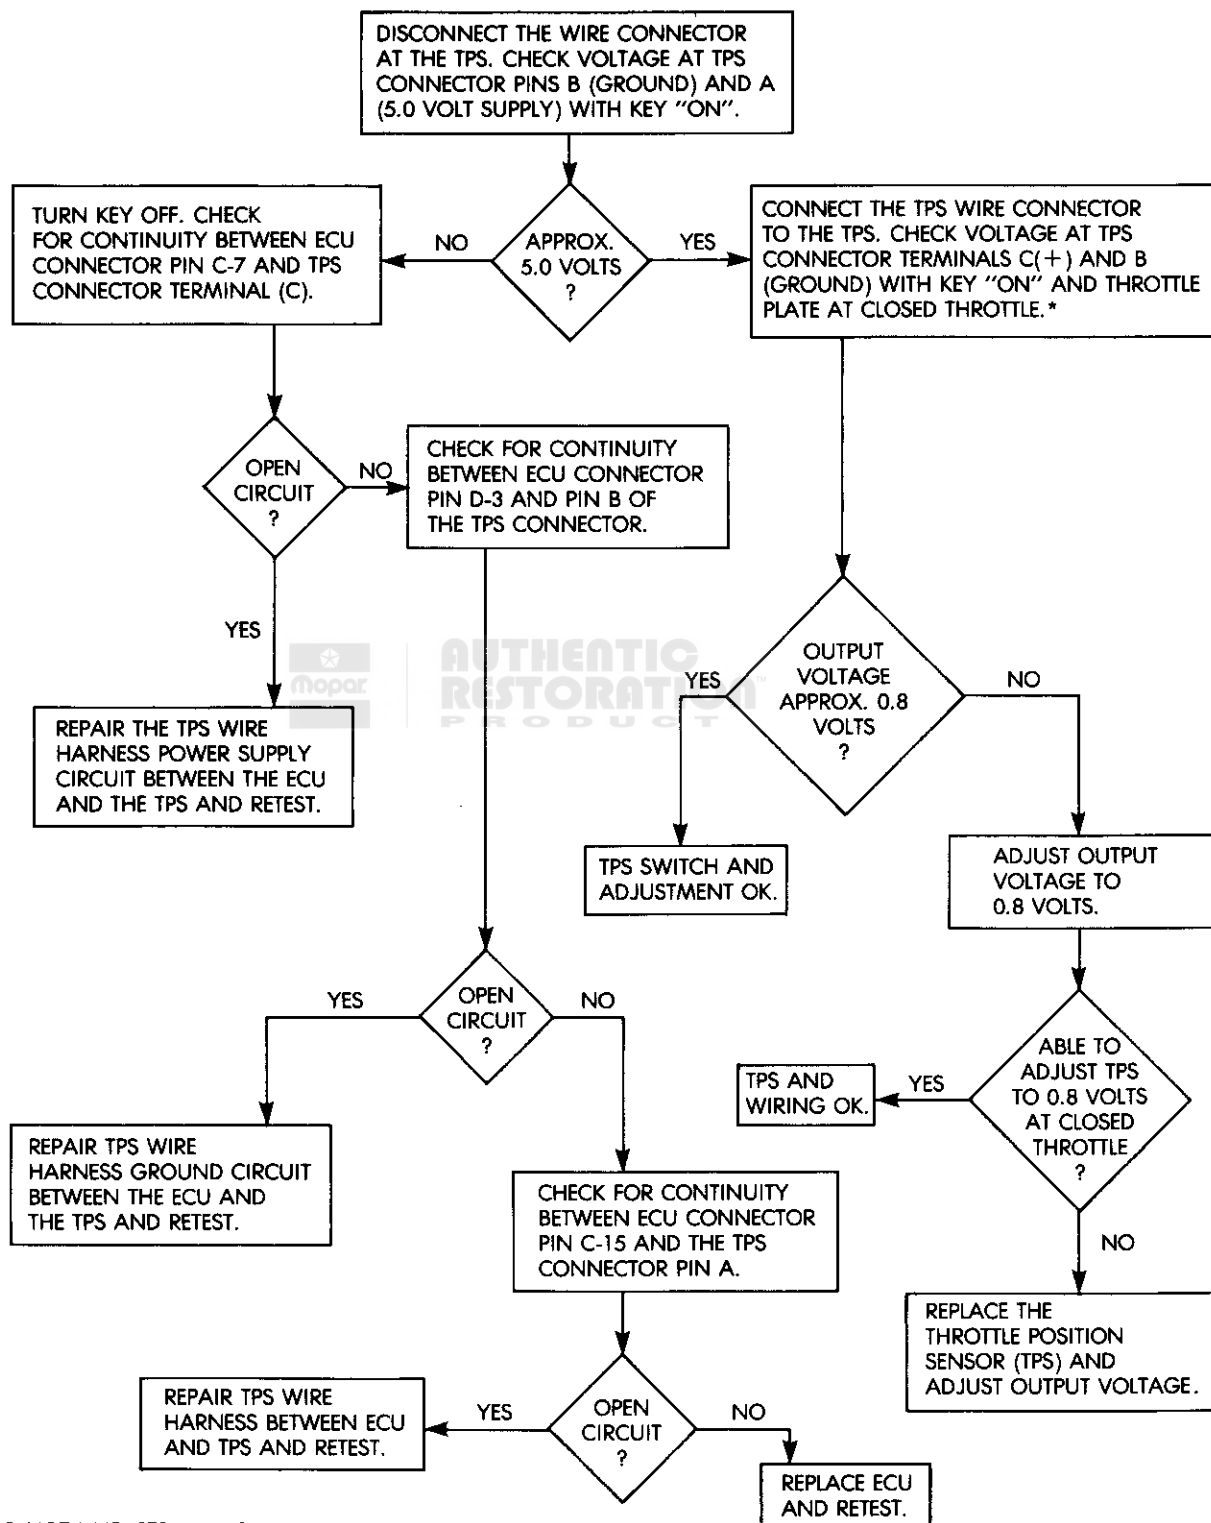 DISCONNECT THE WIRE CONNECTOR
AT THE TPS. CHECK VOLTAGE AT TPS
CONNECTOR PINS B (GROUND) AND A
(5.0 VOLT SUPPLY) WITH KEY "ON".
TURN KEY OFF. CHECK
FOR CONTINUITY BETWEEN ECU
CONNECTOR PIN C-7 AND TPS
CONNECTOR TERMINAL (C).
NO
APPROX.
5.0 VOLTS
?
YES
CONNECT THE TPS WIRE CONNECTOR
TO THE TPS. CHECK VOLTAGE AT TPS
CONNECTOR TERMINALS C(+) AND B
(GROUND) WITH KEY "ON" AND THROTTLE
PLATE AT CLOSED THROTTLE.*
OPEN
CIRCUIT
?
NO
CHECK FOR CONTINUITY
BETWEEN ECU CONNECTOR
PIN D-3 AND PIN B OF
THE TPS CONNECTOR.
YES
Mopar
AUTHENTIC
RESTORATION™
PRODUCT
OUTPUT
VOLTAGE
APPROX. 0.8
VOLTS
?
YES
NO
REPAIR THE TPS WIRE
HARNESS POWER SUPPLY
CIRCUIT BETWEEN THE ECU
AND THE TPS AND RETEST.
TPS SWITCH AND
ADJUSTMENT OK.
ADJUST OUTPUT
VOLTAGE TO
0.8 VOLTS.
YES
OPEN
CIRCUIT
?
NO
TPS AND
WIRING OK.
YES
ABLE TO
ADJUST TPS
TO 0.8 VOLTS
AT CLOSED
THROTTLE
?
REPAIR TPS WIRE
HARNESS GROUND CIRCUIT
BETWEEN THE ECU AND
THE TPS AND RETEST.
CHECK FOR CONTINUITY
BETWEEN ECU CONNECTOR
PIN C-15 AND THE TPS
CONNECTOR PIN A.
NO
REPLACE THE
THROTTLE POSITION
SENSOR (TPS) AND
ADJUST OUTPUT VOLTAGE.
REPAIR TPS WIRE
HARNESS BETWEEN ECU
AND TPS AND RETEST.
YES
OPEN
CIRCUIT
?
NO
REPLACE ECU
AND RETEST.